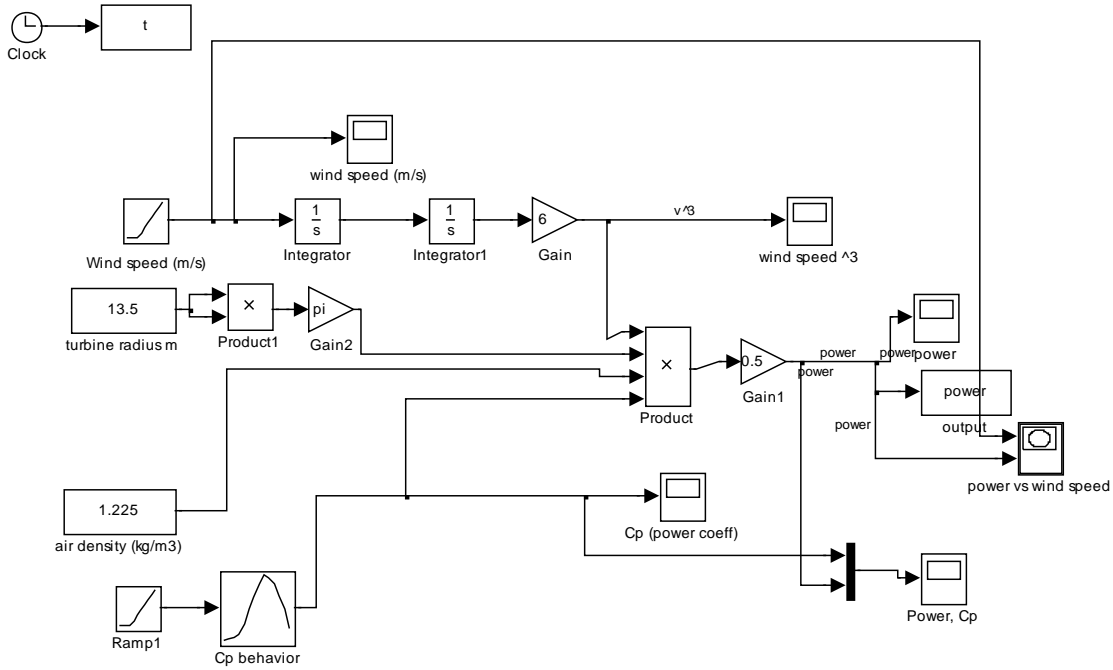 t
Clock
wind speed (m/s)
Wind speed (m/s)
1
s
Integrator
1
s
Integrator1
6
Gain
v^3
wind speed ^3
13.5
turbine radius m
×
Product1
pi
Gain2
×
Product
0.5
Gain1
power
power
power
power
power
output
power
power vs wind speed
1.225
air density (kg/m3)
Cp (power coeff)
Ramp1
Cp behavior
Power, Cp